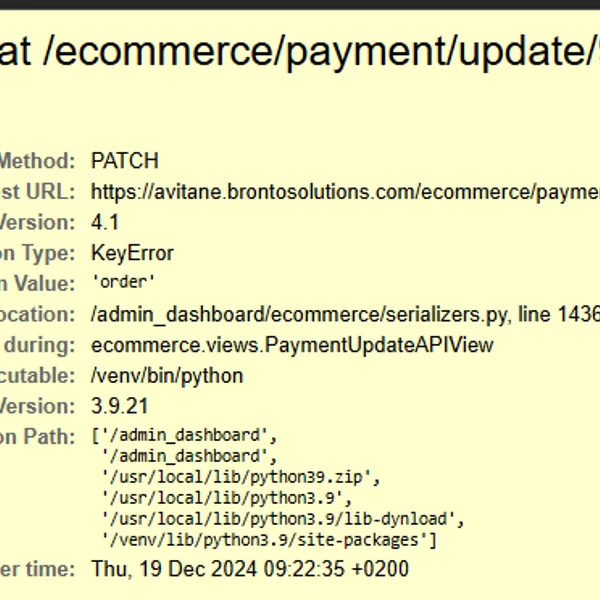 at /ecommerce/payment/update/
Method: PATCH
st URL: https://avitane.brontosolutions.com/ecommerce/payme
Version: 4.1
n Type: KeyError
n Value: 'order'
ocation: /admin_dashboard/ecommerce/serializers.py, line 1436
during: ecommerce.views.PaymentUpdateAPIView
cutable: /venv/bin/python
Version: 3.9.21
on Path: ['/admin_dashboard',
'/admin_dashboard',
'/usr/local/lib/python39.zip',
'/usr/local/lib/python3.9',
'/usr/local/lib/python3.9/lib-dynload',
'/venv/lib/python3.9/site-packages']
er time: Thu, 19 Dec 2024 09:22:35 +0200